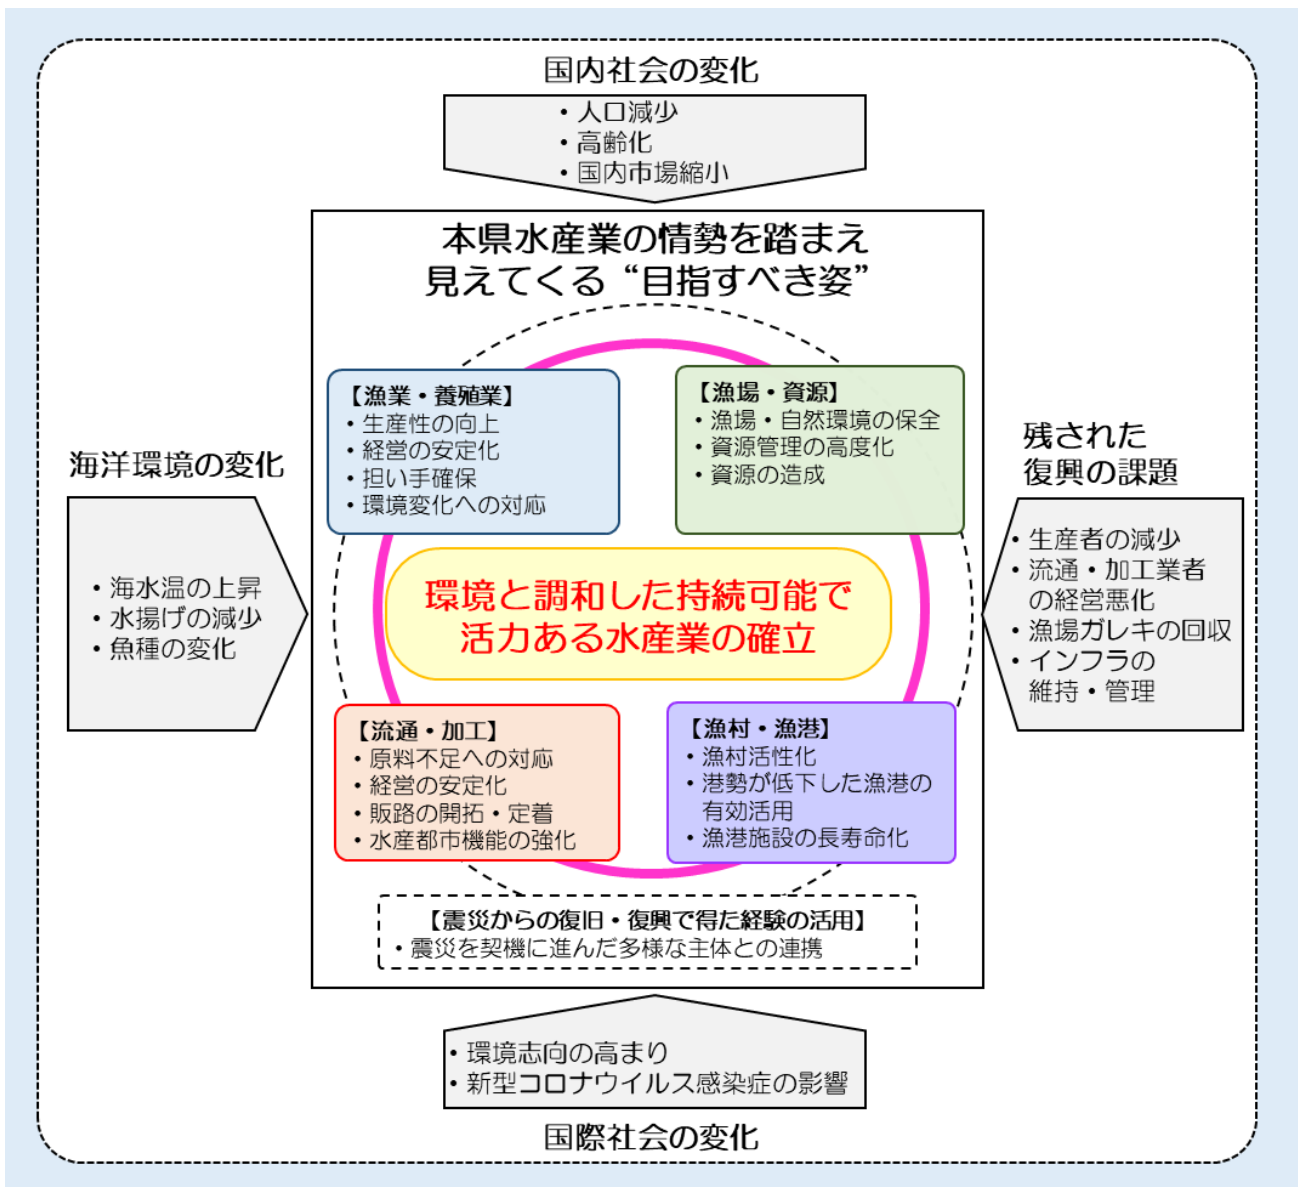 国内社会の変化
・人口減少
・高齢化
・国内市場縮小
本県水産業の情勢を踏まえ
見えてくる “目指すべき姿”
【漁業・養殖業】
・生産性の向上
・経営の安定化
・担い手確保
・環境変化への対応
【漁場・資源】
・漁場・自然環境の保全
・資源管理の高度化
・資源の造成
海洋環境の変化
・海水温の上昇
・水揚げの減少
・魚種の変化
環境と調和した持続可能で
活力ある水産業の確立
残された
復興の課題
・生産者の減少
・流通・加工業者
の経営悪化
・漁場ガレキの回収
・インフラの
維持・管理
【流通・加工】
・原料不足への対応
・経営の安定化
・販路の開拓・定着
・水産都市機能の強化
【漁村・漁港】
・漁村活性化
・港勢が低下した漁港の
有効活用
・漁港施設の長寿命化
【震災からの復旧・復興で得た経験の活用】
・震災を契機に進んだ多様な主体との連携
・環境志向の高まり
・新型コロナウイルス感染症の影響
国際社会の変化